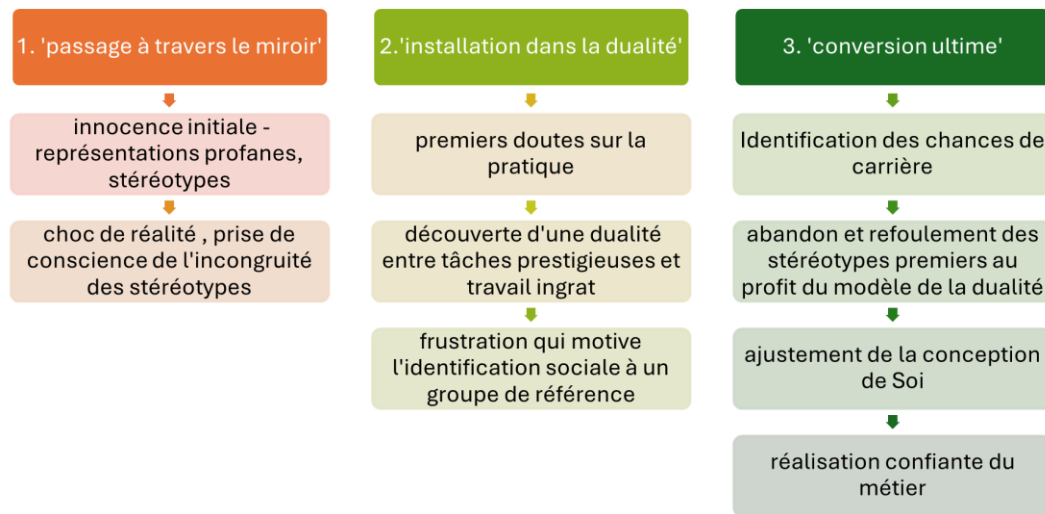 1. 'passage à travers le miroir'
innocence initiale -
représentations profanes,
stéréotypes
choc de réalité , prise de
conscience de l'incongruité
des stéréotypes
2.'installation dans la dualité'
premiers doutes sur la
pratique
découverte d'une dualité
entre tâches prestigieuses et
travail ingrat
frustration qui motive
l'identification sociale à un
groupe de référence
3. 'conversion ultime'
Identification des chances de
carrière
abandon et refoulement des
stéréotypes premiers au
profit du modèle de la dualité
ajustement de la conception
de Soi
réalisation confiante du
métier